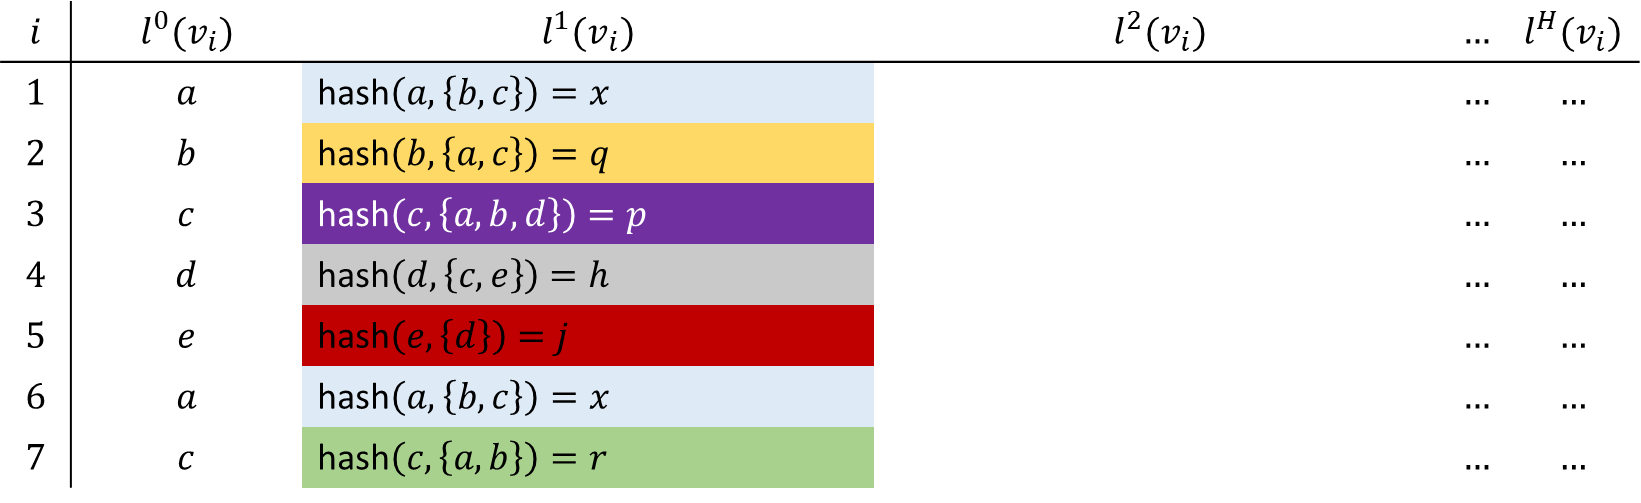 i l⁰(vᵢ) l¹(vᵢ) l²(vᵢ) ... lᴴ(vᵢ)
1 a hash(a, {b, c}) = x ... ...
2 b hash(b, {a, c}) = q ... ...
3 c hash(c, {a, b, d}) = p ... ...
4 d hash(d, {c, e}) = h ... ...
5 e hash(e, {d}) = j ... ...
6 a hash(a, {b, c}) = x ... ...
7 c hash(c, {a, b}) = r ... ...